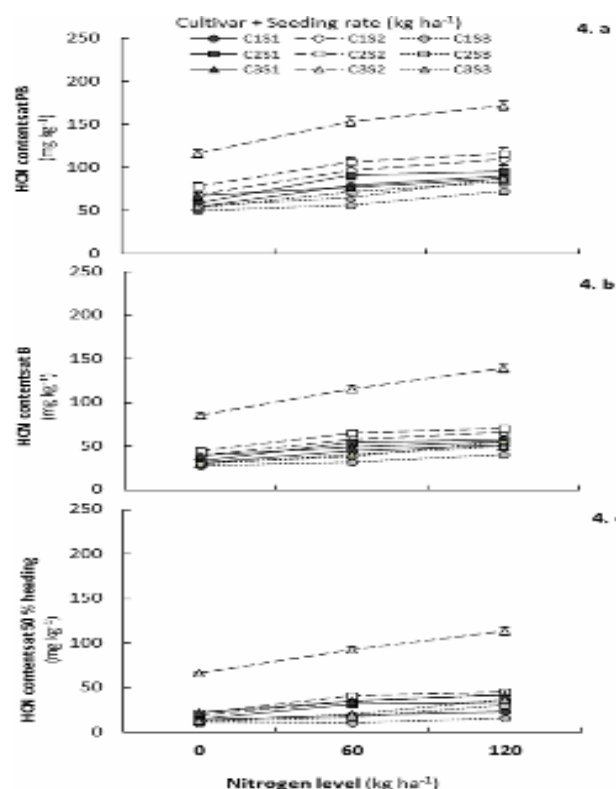 Cultivar + Seeding rate (kg ha⁻¹)
C1S1 C1S2 C1S3
C2S1 C2S2 C2S3
C3S1 C3S2 C3S3
4. a
HCN contents at PB
(mg kg⁻¹)
250
200
150
100
50
0
4. b
HCN contents at B
(mg kg⁻¹)
250
200
150
100
50
0
4.
HCN contents at 50 % heading
(mg kg⁻¹)
250
200
150
100
50
0
0 60 120
Nitrogen level (kg ha⁻¹)